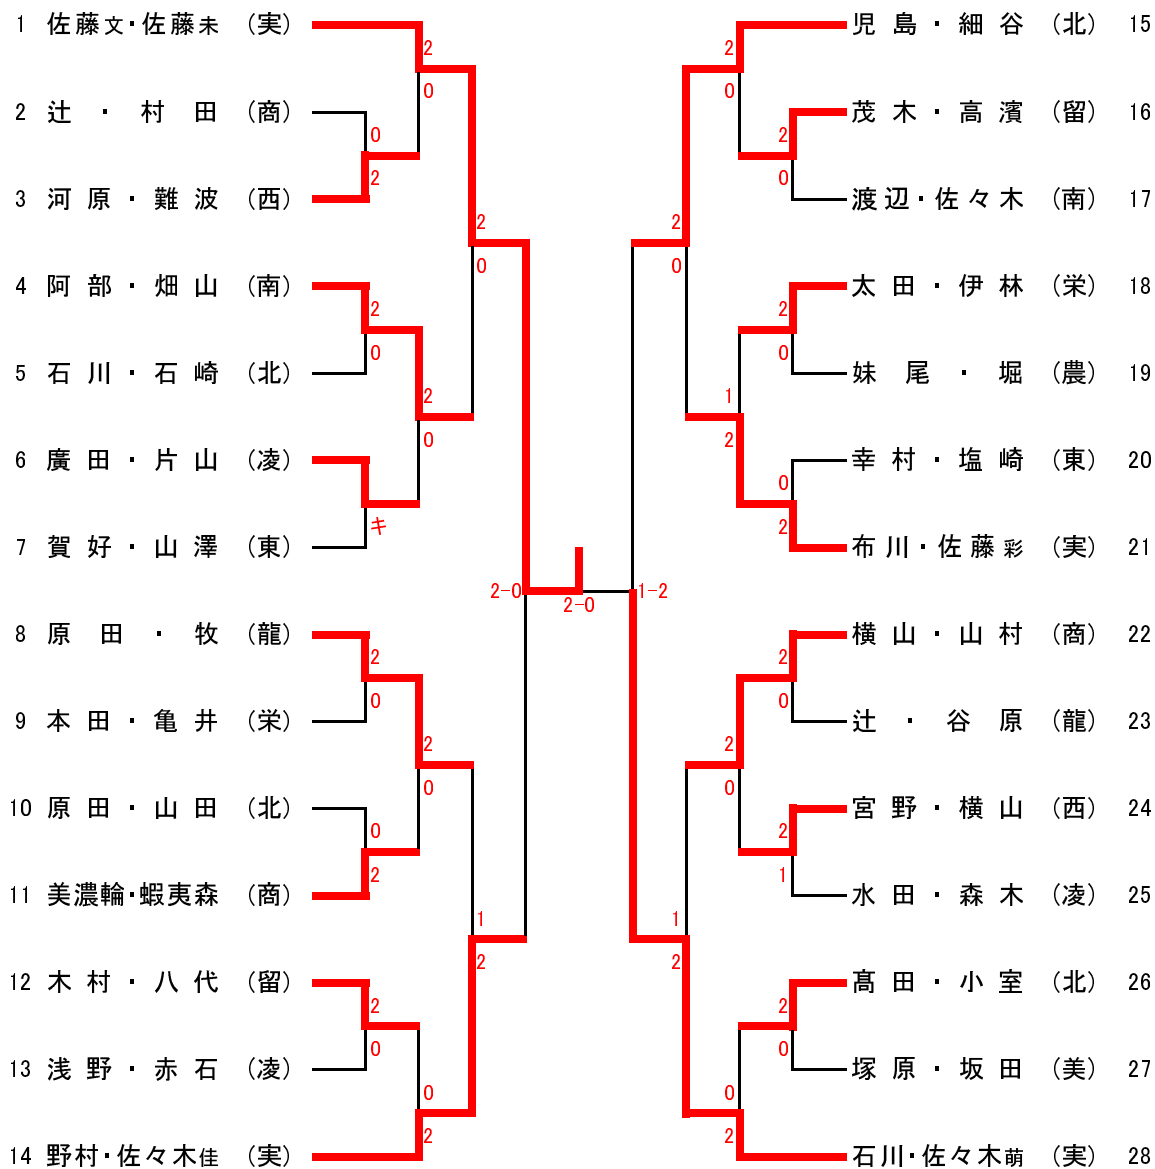 1 佐藤文・佐藤未 (実)
2 辻・村田 (商)
3 河原・難波 (西)
4 阿部・畑山 (南)
5 石川・石崎 (北)
6 廣田・片山 (凌)
7 賀好・山澤 (東)
8 原田・牧 (龍)
9 本田・亀井 (栄)
10 原田・山田 (北)
11 美濃輪・蝦夷森 (商)
12 木村・八代 (留)
13 浅野・赤石 (凌)
14 野村・佐々木佳 (実)
2
0
0
2
2
0
2
0
2
0
キ
2
0
2
0
0
2
1
2
2
0
0
2
2-0
2-0
1-2
2
0
2
0
2
0
2
0
1
2
0
2
2
0
2
0
2
1
1
2
2
0
0
2
児島・細谷 (北) 15
茂木・高濱 (留) 16
渡辺・佐々木 (南) 17
太田・伊林 (栄) 18
妹尾・堀 (農) 19
幸村・塩崎 (東) 20
布川・佐藤彩 (実) 21
横山・山村 (商) 22
辻・谷原 (龍) 23
宮野・横山 (西) 24
水田・森木 (凌) 25
髙田・小室 (北) 26
塚原・坂田 (美) 27
石川・佐々木萌 (実) 28